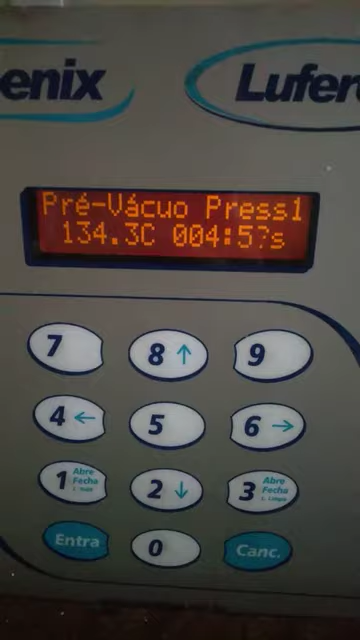 enix
Lufer
Pré-Vácuo Press1
134.3C 004:5?s
7
8 ↑
9
4 ←
5
6 →
1 Abre
Fecha
2 ↓
3 Abre
Fecha
L. Limpo
Entra
0
Canc.